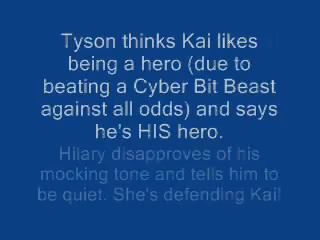 Tyson thinks Kai likes
being a hero (due to
beating a Cyber Bit Beast
against all odds) and says
he's HIS hero.
Hilary disapproves of his
mocking tone and tells him to
be quiet. She's defending Kai!